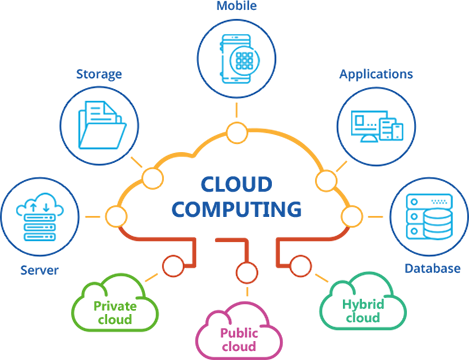 Mobile
Storage
Applications
CLOUD
COMPUTING
Server
Database
Private
cloud
Public
cloud
Hybrid
cloud